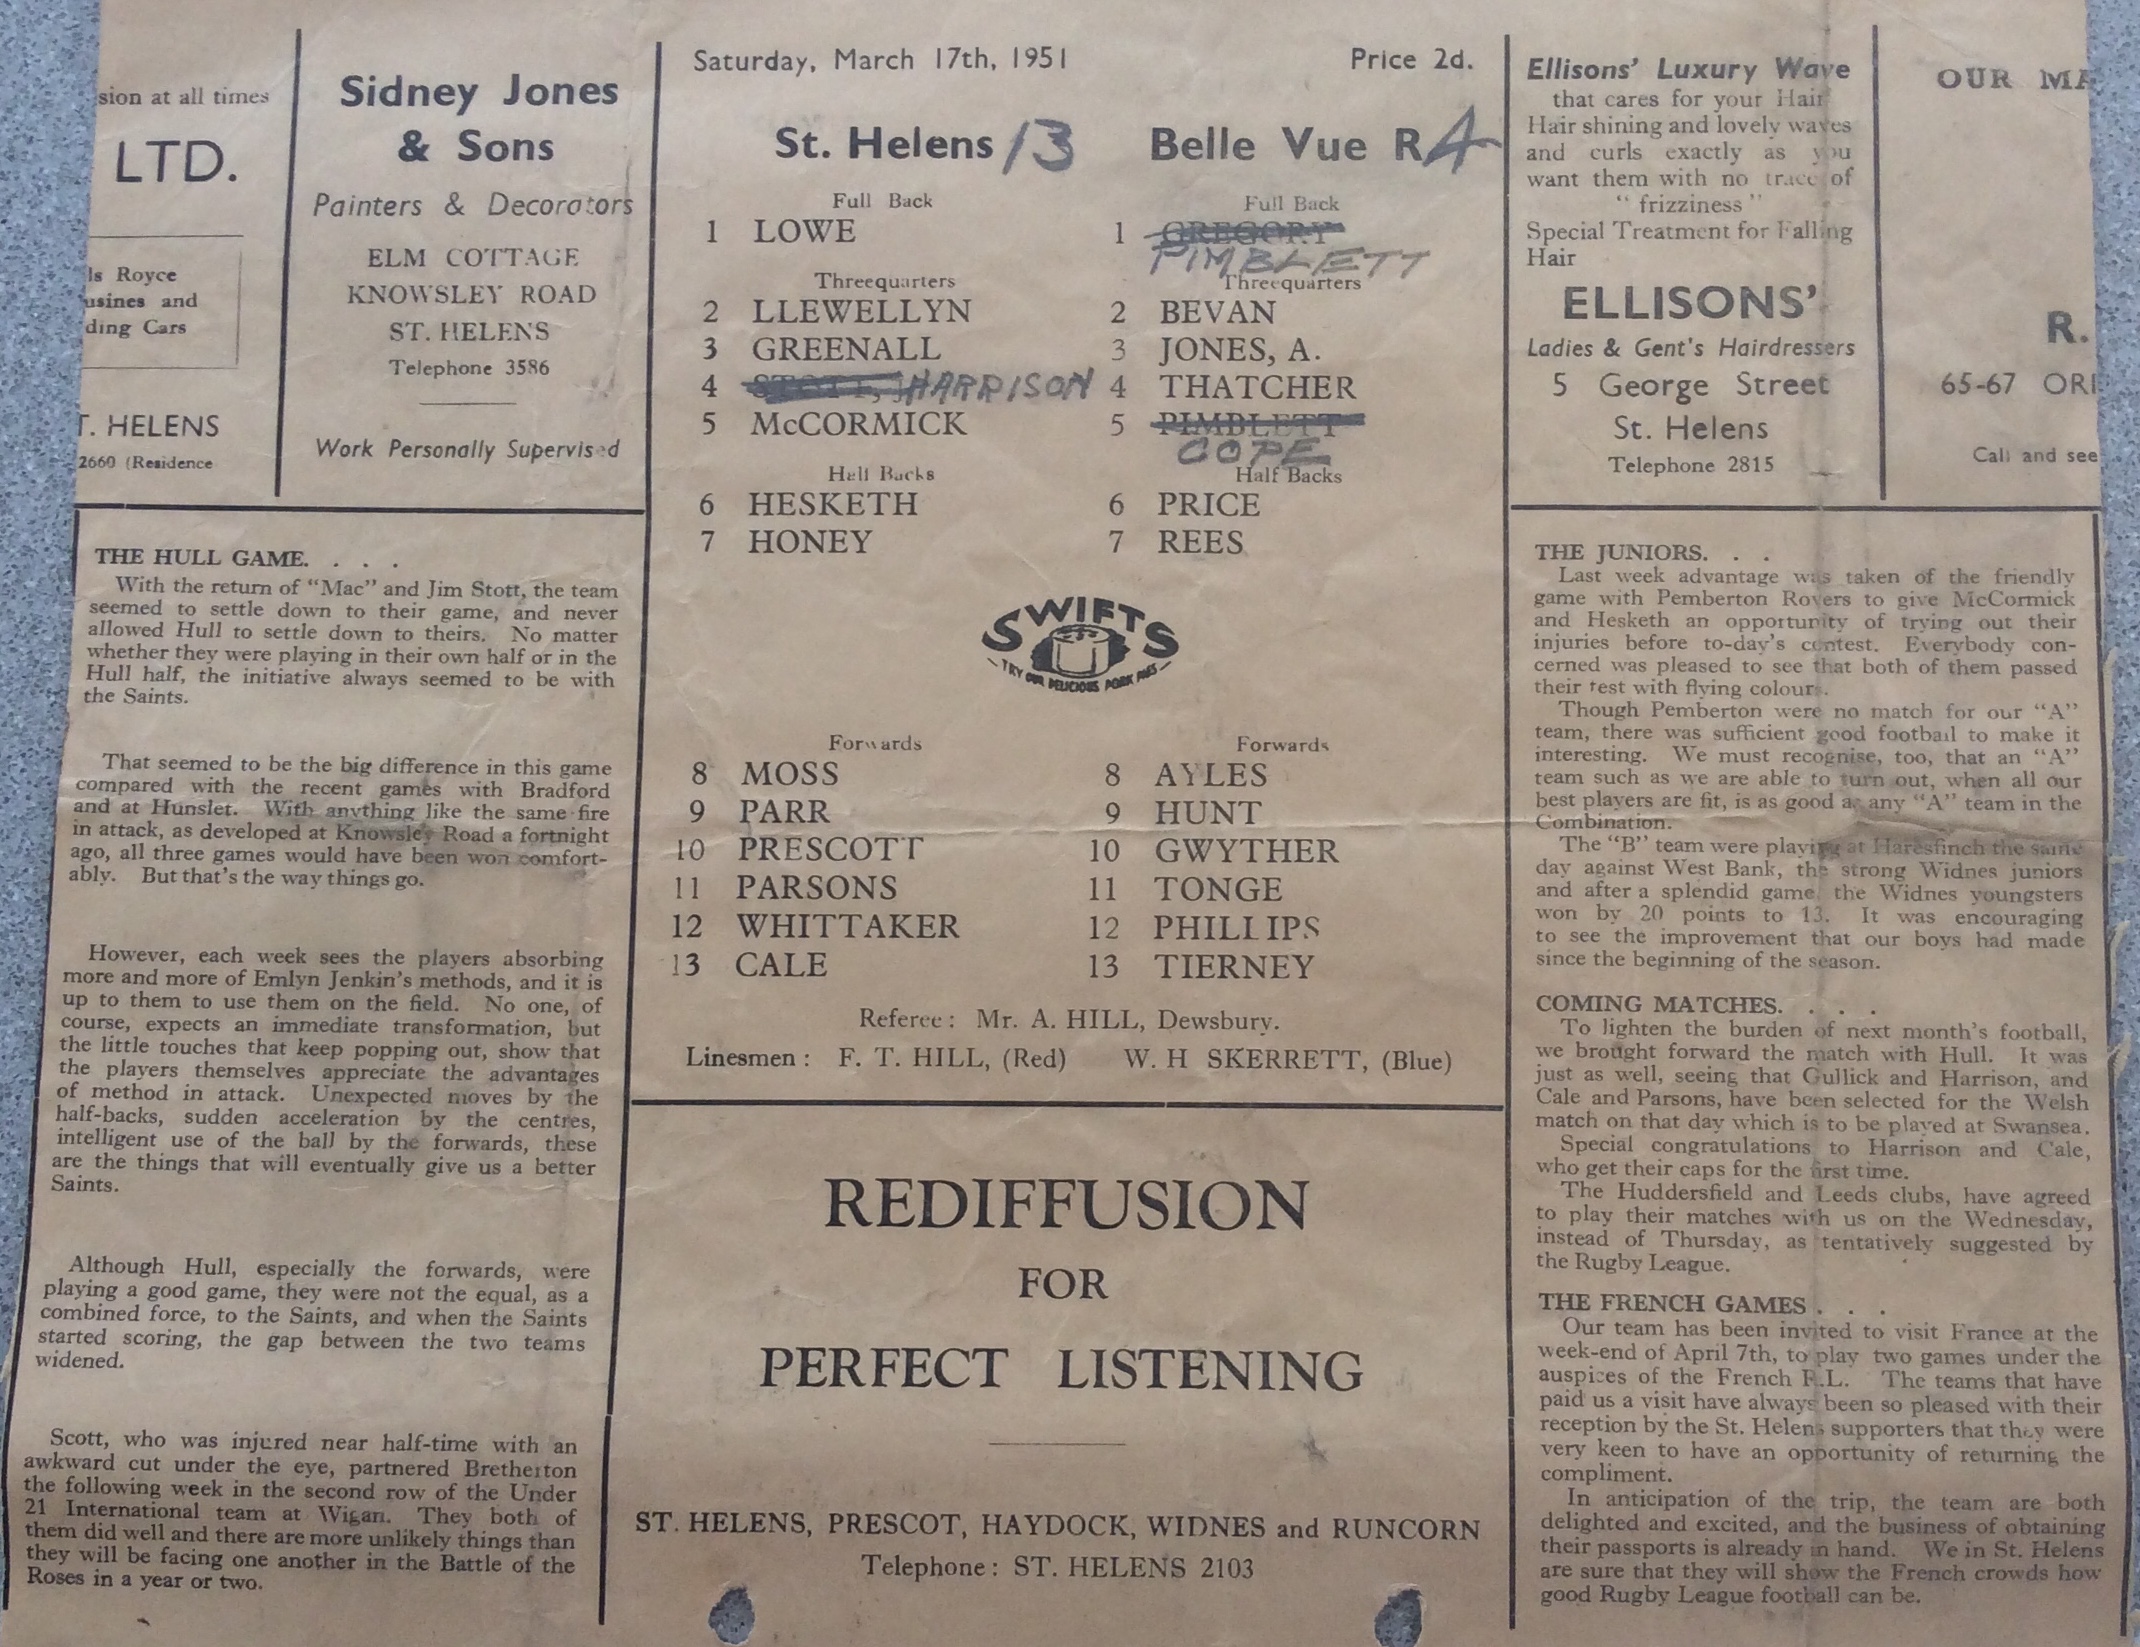 sion at all times
LTD.
ls Royce
usines and
ding Cars
T. HELENS
2660 (Residence
Sidney Jones
& Sons
Painters & Decorators
ELM COTTAGE
KNOWSLEY ROAD
ST. HELENS
Telephone 3586
Work Personally Supervised
THE HULL GAME. . . .
With the return of "Mac" and Jim Stott, the team
seemed to settle down to their game, and never
allowed Hull to settle down to theirs. No matter
whether they were playing in their own half or in the
Hull half, the initiative always seemed to be with
the Saints.
That seemed to be the big difference in this game
compared with the recent games with Bradford
and at Hunslet. With anything like the same fire
in attack, as developed at Knowsley Road a fortnight
ago, all three games would have been won comfort-
ably. But that's the way things go.
However, each week sees the players absorbing
more and more of Emlyn Jenkin's methods, and it is
up to them to use them on the field. No one, of
course, expects an immediate transformation, but
the little touches that keep popping out, show that
the players themselves appreciate the advantages
of method in attack. Unexpected moves by the
half-backs, sudden acceleration by the centres,
intelligent use of the ball by the forwards, these
are the things that will eventually give us a better
Saints.
Although Hull, especially the forwards, were
playing a good game, they were not the equal, as a
combined force, to the Saints, and when the Saints
started scoring, the gap between the two teams
widened.
Scott, who was injured near half-time with an
awkward cut under the eye, partnered Bretherton
the following week in the second row of the Under
21 International team at Wigan. They both of
them did well and there are more unlikely things than
they will be facing one another in the Battle of the
Roses in a year or two.
Saturday, March 17th, 1951 Price 2d.
St. Helens 13 Belle Vue R 4
Full Back Full Back
1 LOWE 1 GREGORY
PIMBLETT
Threequarters Threequarters
2 LLEWELLYN 2 BEVAN
3 GREENALL 3 JONES, A.
4 STOTT, J HARRISON 4 THATCHER
5 McCORMICK 5 PIMBLETT
COPE
Half Backs Half Backs
6 HESKETH 6 PRICE
7 HONEY 7 REES
SWIFTS
TRY OUR DELICIOUS PORK PIES
Forwards Forwards
8 MOSS 8 AYLES
9 PARR 9 HUNT
10 PRESCOTT 10 GWYTHER
11 PARSONS 11 TONGE
12 WHITTAKER 12 PHILLIPS
13 CALE 13 TIERNEY
Referee: Mr. A. HILL, Dewsbury.
Linesmen: F. T. HILL, (Red) W. H SKERRETT, (Blue)
REDIFFUSION
FOR
PERFECT LISTENING
ST. HELENS, PRESCOT, HAYDOCK, WIDNES and RUNCORN
Telephone: ST. HELENS 2103
Ellisons' Luxury Wave
that cares for your Hair
Hair shining and lovely waves
and curls exactly as you
want them with no trace of
"frizziness"
Special Treatment for Falling
Hair
ELLISONS'
Ladies & Gent's Hairdressers
5 George Street
St. Helens
Telephone 2815
OUR MA
R.
65-67 OR
Call and see
THE JUNIORS. . .
Last week advantage was taken of the friendly
game with Pemberton Rovers to give McCormick
and Hesketh an opportunity of trying out their
injuries before to-day's contest. Everybody con-
cerned was pleased to see that both of them passed
their test with flying colours.
Though Pemberton were no match for our "A"
team, there was sufficient good football to make it
interesting. We must recognise, too, that an "A"
team such as we are able to turn out, when all our
best players are fit, is as good as any "A" team in the
Combination.
The "B" team were playing at Haresfinch the same
day against West Bank, the strong Widnes juniors
and after a splendid game, the Widnes youngsters
won by 20 points to 13. It was encouraging
to see the improvement that our boys had made
since the beginning of the season.
COMING MATCHES. . . .
To lighten the burden of next month's football,
we brought forward the match with Hull. It was
just as well, seeing that Gullick and Harrison, and
Cale and Parsons, have been selected for the Welsh
match on that day which is to be played at Swansea.
Special congratulations to Harrison and Cale,
who get their caps for the first time.
The Huddersfield and Leeds clubs, have agreed
to play their matches with us on the Wednesday,
instead of Thursday, as tentatively suggested by
the Rugby League.
THE FRENCH GAMES . . .
Our team has been invited to visit France at the
week-end of April 7th, to play two games under the
auspices of the French R.L. The teams that have
paid us a visit have always been so pleased with their
reception by the St. Helens supporters that they were
very keen to have an opportunity of returning the
compliment.
In anticipation of the trip, the team are both
delighted and excited, and the business of obtaining
their passports is already in hand. We in St. Helens
are sure that they will show the French crowds how
good Rugby League football can be.